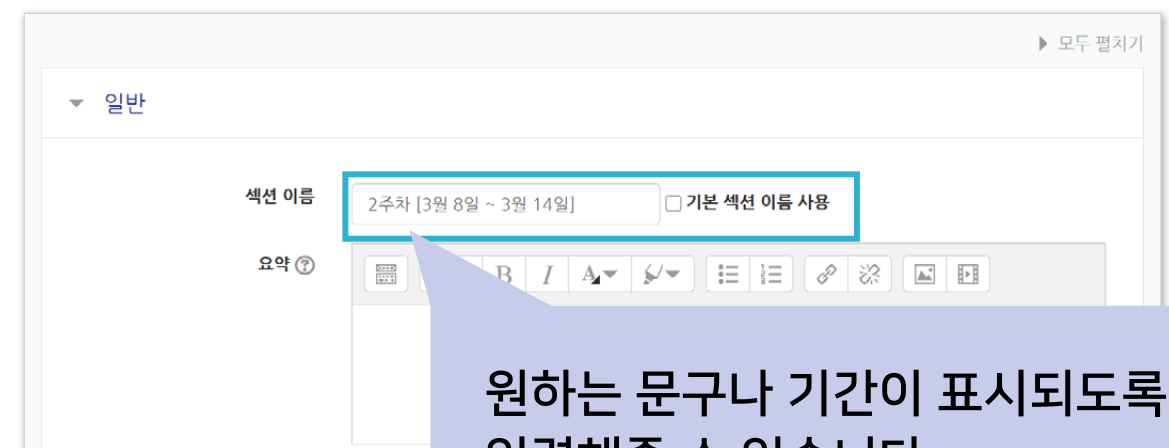 모두 펼치기
일반
섹션 이름
2주차 [3월 8일 ~ 3월 14일]
기본 섹션 이름 사용
요약
B I A
원하는 문구나 기간이 표시되도록